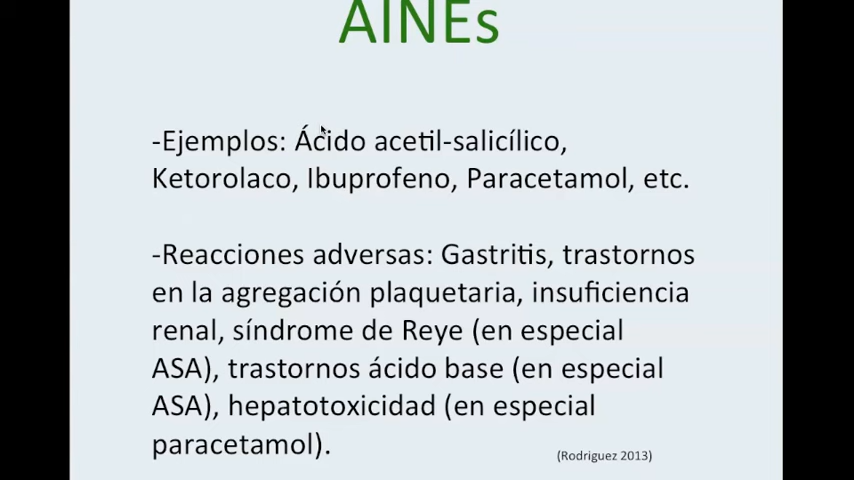 AINEs
-Ejemplos: Ácido acetil-salicílico,
Ketorolaco, Ibuprofeno, Paracetamol, etc.
-Reacciones adversas: Gastritis, trastornos
en la agregación plaquetaria, insuficiencia
renal, síndrome de Reye (en especial
ASA), trastornos ácido base (en especial
ASA), hepatotoxicidad (en especial
paracetamol).
(Rodriguez 2013)